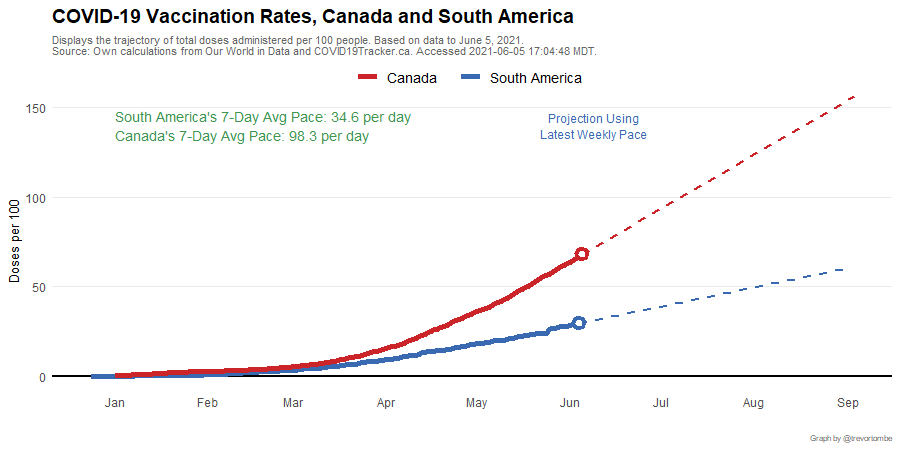 COVID-19 Vaccination Rates, Canada and South America
Displays the trajectory of total doses administered per 100 people. Based on data to June 5, 2021.
Source: Own calculations from Our World in Data and COVID19Tracker.ca. Accessed 2021-06-05 17:04:48 MDT.
Canada South America
South America's 7-Day Avg Pace: 34.6 per day
Canada's 7-Day Avg Pace: 98.3 per day
Projection Using
Latest Weekly Pace
Doses per 100
150
100
50
0
Jan Feb Mar Apr May Jun Jul Aug Sep
Graph by @trevortombe